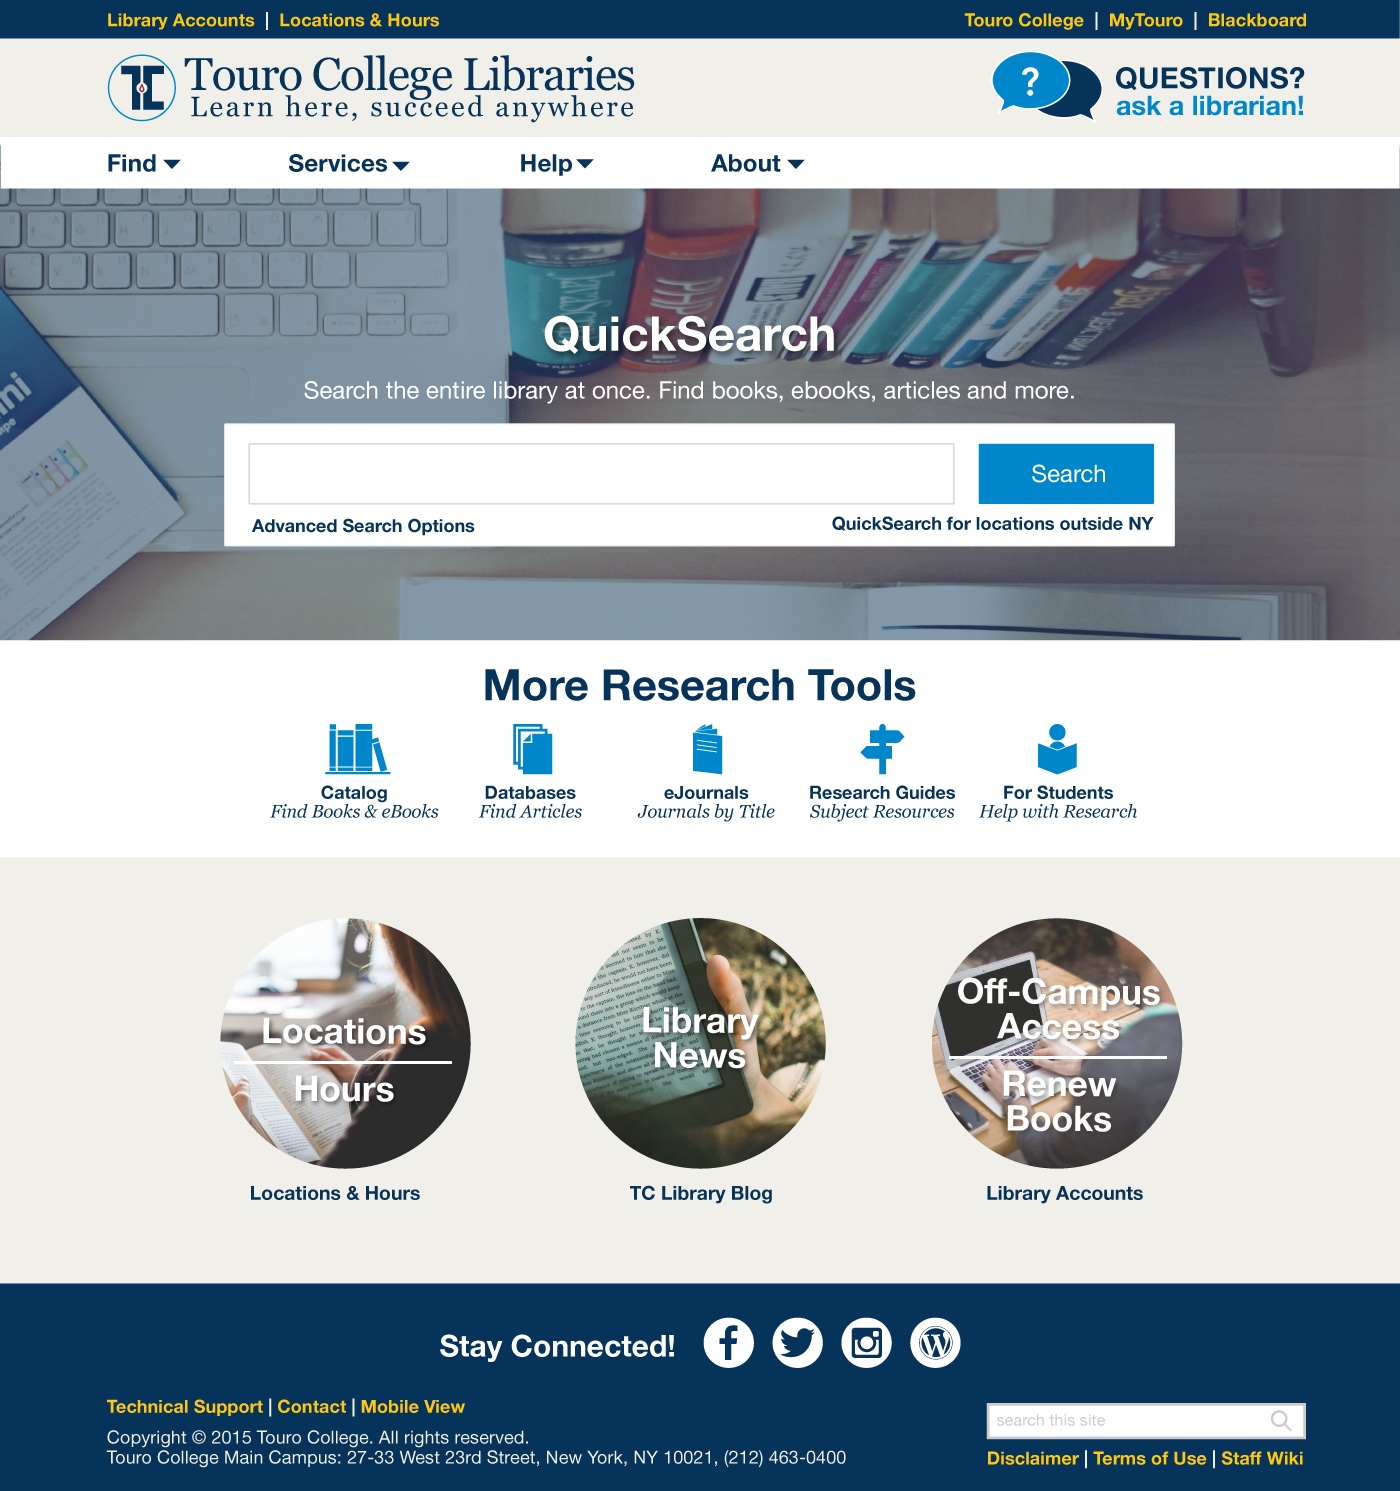 Library Accounts | Locations & Hours
Touro College | MyTouro | Blackboard
Touro College Libraries
Learn here, succeed anywhere
?
QUESTIONS?
ask a librarian!
Find
Services
Help
About
QuickSearch
Search the entire library at once. Find books, ebooks, articles and more.
Search
Advanced Search Options
QuickSearch for locations outside NY
More Research Tools
Catalog
Find Books & eBooks
Databases
Find Articles
eJournals
Journals by Title
Research Guides
Subject Resources
For Students
Help with Research
Locations
Hours
Library
News
Off-Campus
Access
Renew
Books
Locations & Hours
TC Library Blog
Library Accounts
Stay Connected!
Technical Support | Contact | Mobile View
Copyright © 2015 Touro College. All rights reserved.
Touro College Main Campus: 27-33 West 23rd Street, New York, NY 10021, (212) 463-0400
search this site
Disclaimer | Terms of Use | Staff Wiki